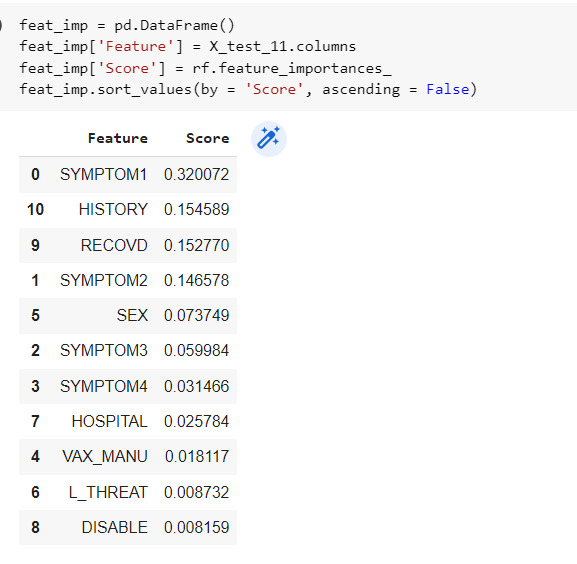 feat_imp = pd.DataFrame()
feat_imp['Feature'] = X_test_11.columns
feat_imp['Score'] = rf.feature_importances_
feat_imp.sort_values(by = 'Score', ascending = False)
Feature Score
0 SYMPTOM1 0.320072
10 HISTORY 0.154589
9 RECOVD 0.152770
1 SYMPTOM2 0.146578
5 SEX 0.073749
2 SYMPTOM3 0.059984
3 SYMPTOM4 0.031466
7 HOSPITAL 0.025784
4 VAX_MANU 0.018117
6 L_THREAT 0.008732
8 DISABLE 0.008159